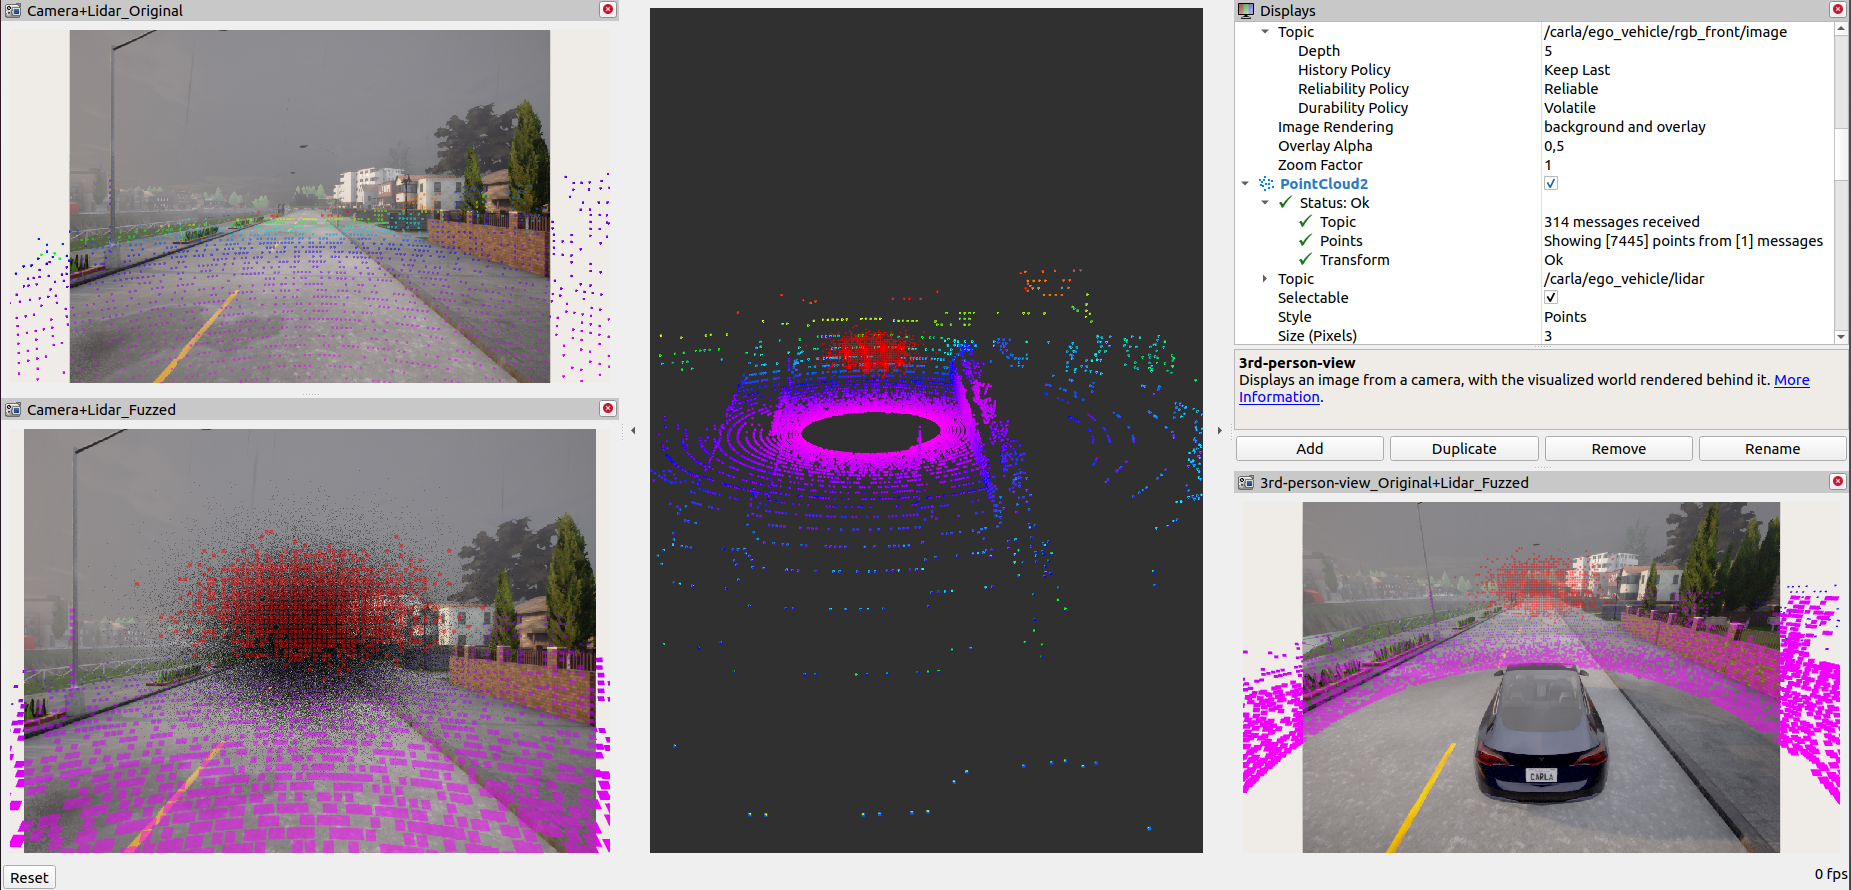 Camera+Lidar_Original
Camera+Lidar_Fuzzed
Reset
Displays
Topic /carla/ego_vehicle/rgb_front/image
Depth 5
History Policy Keep Last
Reliability Policy Reliable
Durability Policy Volatile
Image Rendering background and overlay
Overlay Alpha 0,5
Zoom Factor 1
PointCloud2
Status: Ok
Topic 314 messages received
Points Showing [7445] points from [1] messages
Transform Ok
Topic /carla/ego_vehicle/lidar
Selectable
Style Points
Size (Pixels) 3
3rd-person-view
Displays an image from a camera, with the visualized world rendered behind it. More
Information.
Add Duplicate Remove Rename
3rd-person-view_Original+Lidar_Fuzzed
CARLA
0 fps